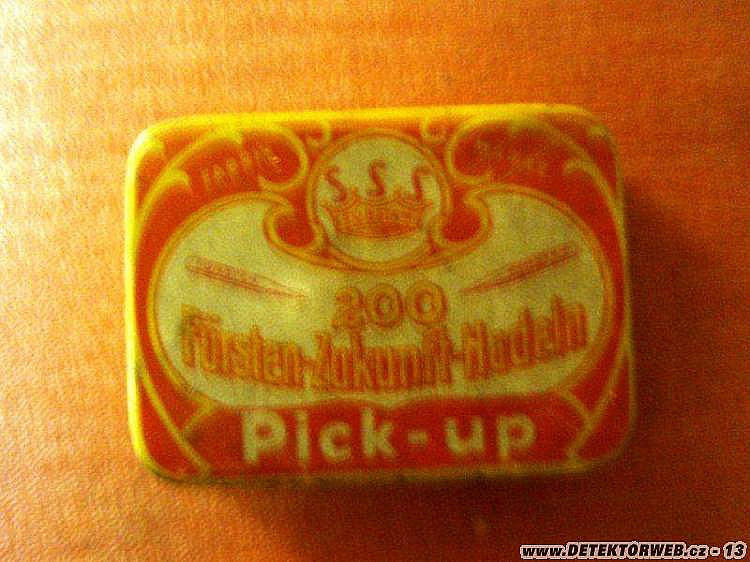 S.S.S
200
Fürsten-Zukunft-Nadeln
Pick-up
www.DETEKTORWEB.cz - 13